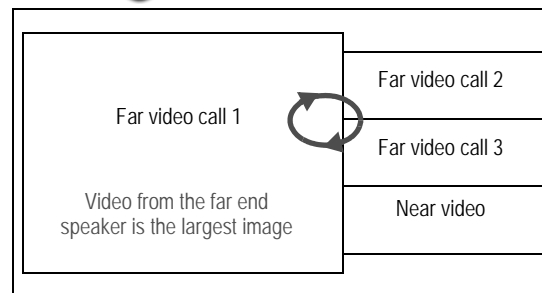 Far video call 1
Video from the far end
speaker is the largest image
Far video call 2
Far video call 3
Near video